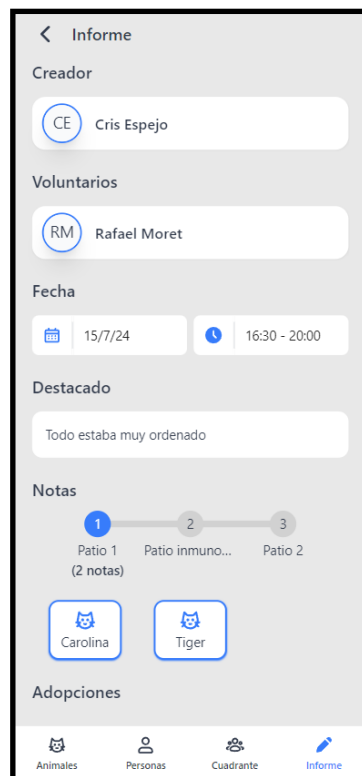 Informe
Creador
CE Cris Espejo
Voluntarios
RM Rafael Moret
Fecha
15/7/24 16:30 - 20:00
Destacado
Todo estaba muy ordenado
Notas
1 2 3
Patio 1 Patio inmuno... Patio 2
(2 notas)
Carolina Tiger
Adopciones
Animales Personas Cuadrante Informe